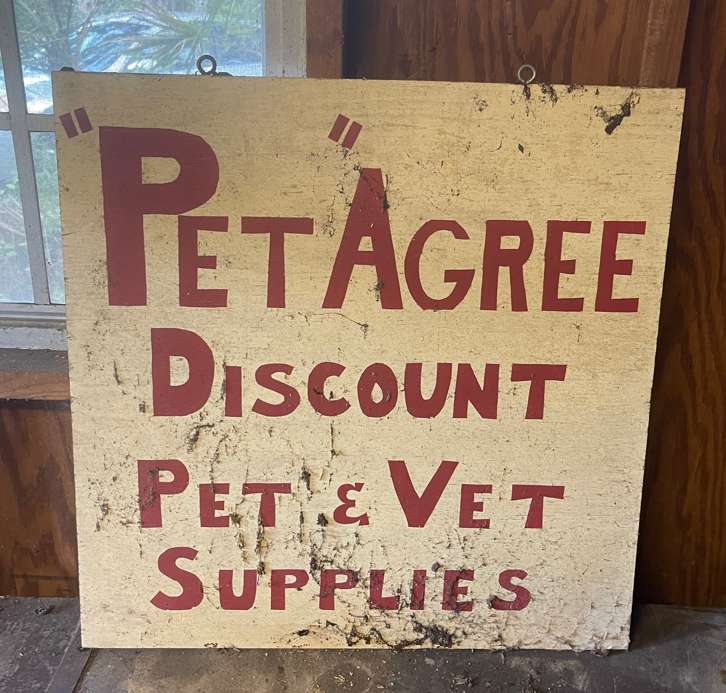 "PET"AGREE
DISCOUNT
PET & VET
SUPPLIES